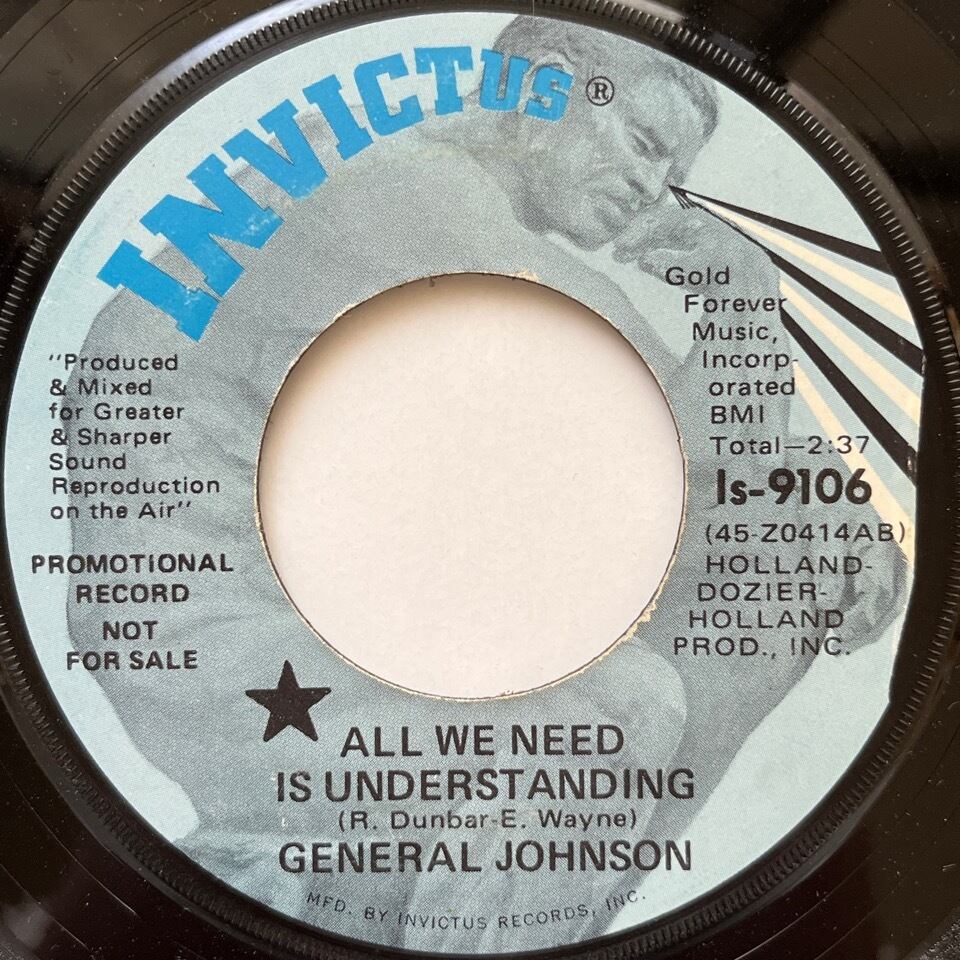 INVICTUS®
"Produced
& Mixed
for Greater
& Sharper
Sound
Reproduction
on the Air"
PROMOTIONAL
RECORD
NOT
FOR SALE
Gold
Forever
Music,
Incorp-
orated
BMI
Total—2:37
Is-9106
(45-Z0414AB)
HOLLAND-
DOZIER-
HOLLAND
PROD., INC.
ALL WE NEED
IS UNDERSTANDING
(R. Dunbar-E. Wayne)
GENERAL JOHNSON
MFD. BY INVICTUS RECORDS, INC.